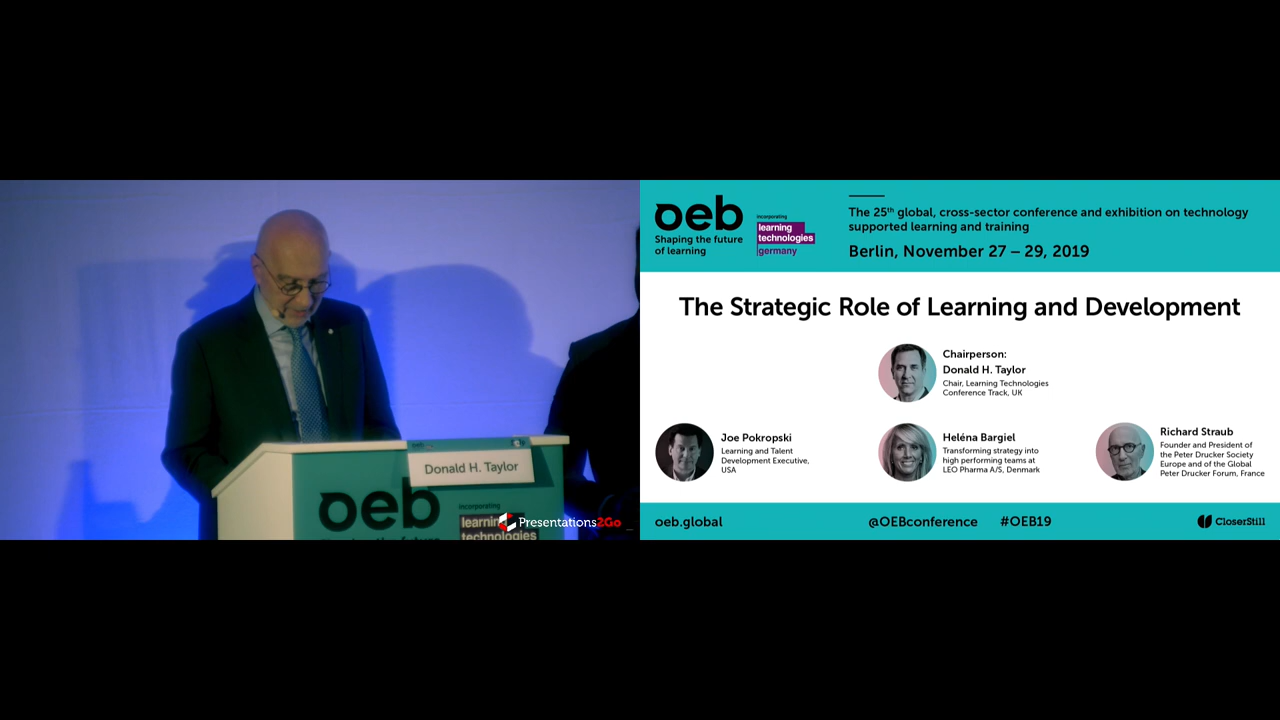 Donald H. Taylor
oeb
incorporating
learning
technologies
Presentations2Go
oeb
Shaping the future
of learning
incorporating
learning
technologies
germany
The 25th global, cross-sector conference and exhibition on technology
supported learning and training
Berlin, November 27 – 29, 2019
The Strategic Role of Learning and Development
Chairperson:
Donald H. Taylor
Chair, Learning Technologies
Conference Track, UK
Joe Pokropski
Learning and Talent
Development Executive,
USA
Heléna Bargiel
Transforming strategy into
high performing teams at
LEO Pharma A/S, Denmark
Richard Straub
Founder and President of
the Peter Drucker Society
Europe and of the Global
Peter Drucker Forum, France
oeb.global
@OEBconference
#OEB19
CloserStill